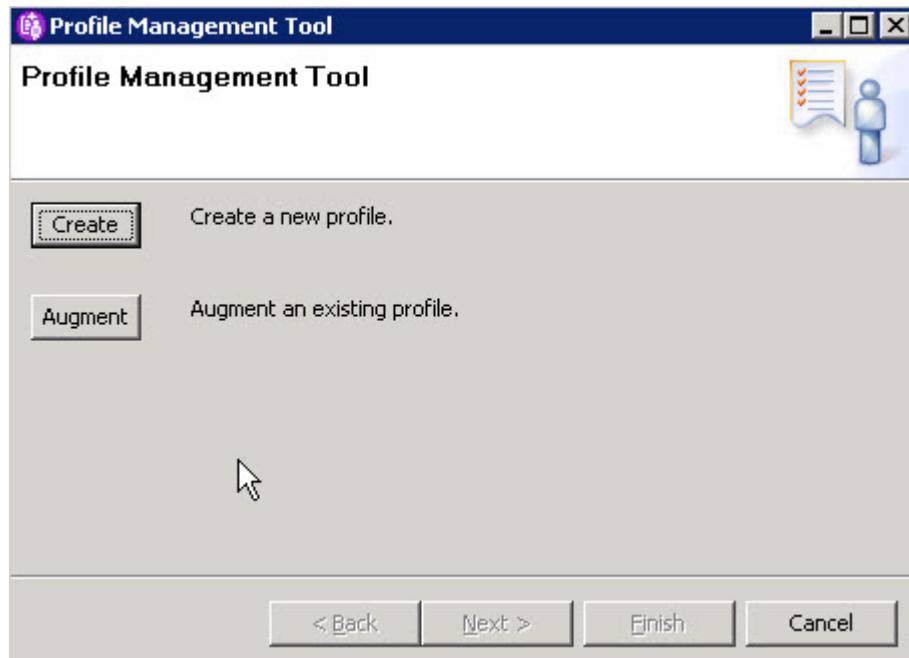 Profile Management Tool
Profile Management Tool
Create Create a new profile.
Augment Augment an existing profile.
< Back Next > Finish Cancel